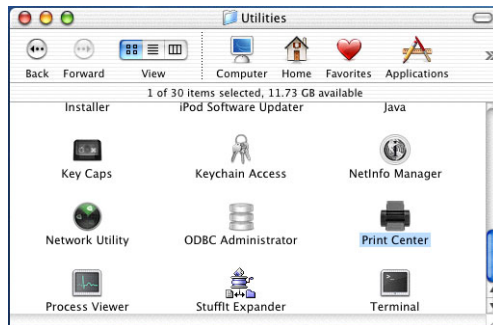 Utilities
Back Forward View Computer Home Favorites Applications
1 of 30 items selected, 11.73 GB available
Installer iPod Software Updater Java
Key Caps Keychain Access NetInfo Manager
Network Utility ODBC Administrator Print Center
Process Viewer StuffIt Expander Terminal